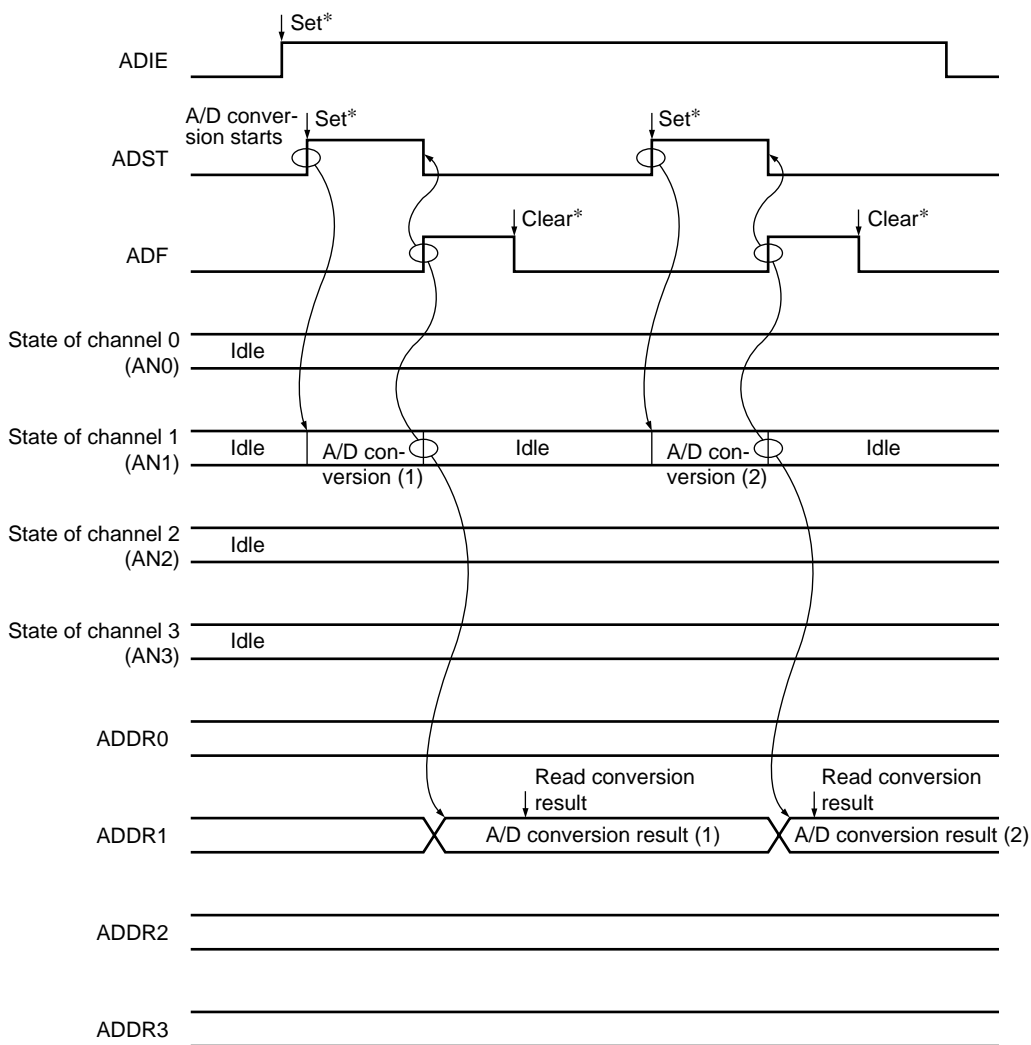 Set*
ADIE
A/D conver-
sion starts
Set*
Set*
ADST
Clear*
Clear*
ADF
State of channel 0
(AN0)
Idle
State of channel 1
(AN1)
Idle
A/D con-
version (1)
Idle
A/D con-
version (2)
Idle
State of channel 2
(AN2)
Idle
State of channel 3
(AN3)
Idle
ADDR0
Read conversion
result
Read conversion
result
ADDR1
A/D conversion result (1)
A/D conversion result (2)
ADDR2
ADDR3